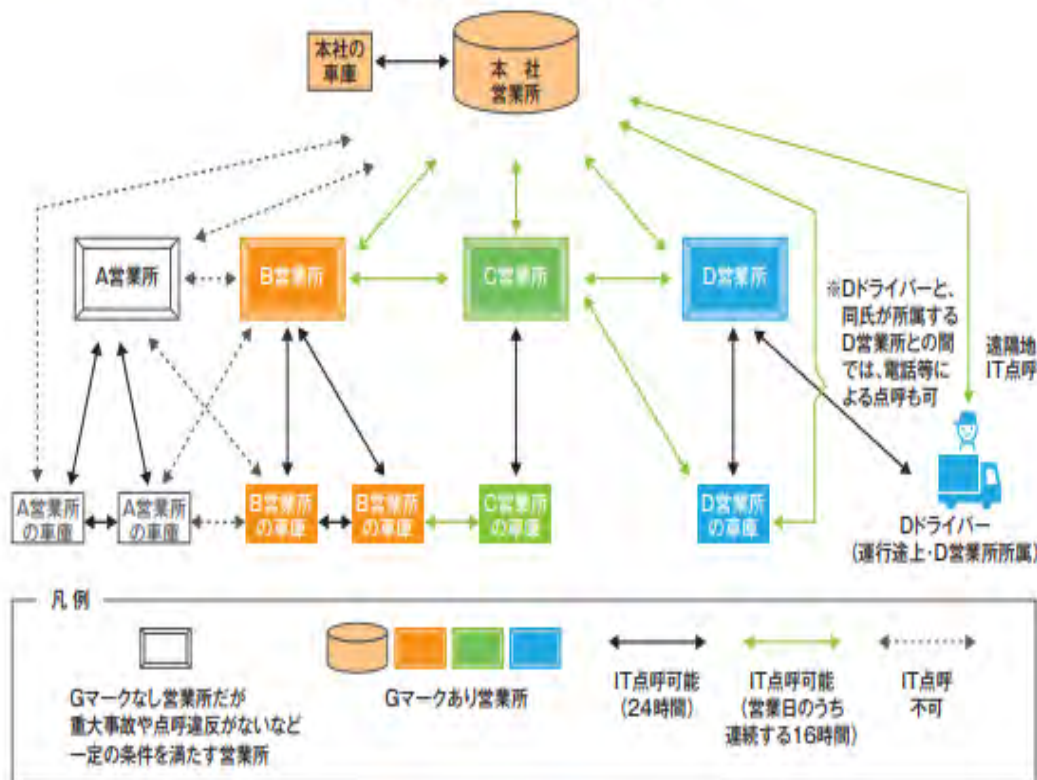 本社の
車庫
本 社
営業所
A営業所
B営業所
C営業所
D営業所
※Dドライバーと、
同氏が所属する
D営業所との間
では、電話等に
よる点呼も可
遠隔地
IT点呼
A営業所
の車庫
A営業所
の車庫
B営業所
の車庫
B営業所
の車庫
C営業所
の車庫
D営業所
の車庫
Dドライバー
(運行途上・D営業所所属)
凡 例
Gマークなし営業所だが
重大事故や点呼違反がないなど
一定の条件を満たす営業所
Gマークあり営業所
IT点呼可能
(24時間)
IT点呼可能
(営業日のうち
連続する16時間)
IT点呼
不可